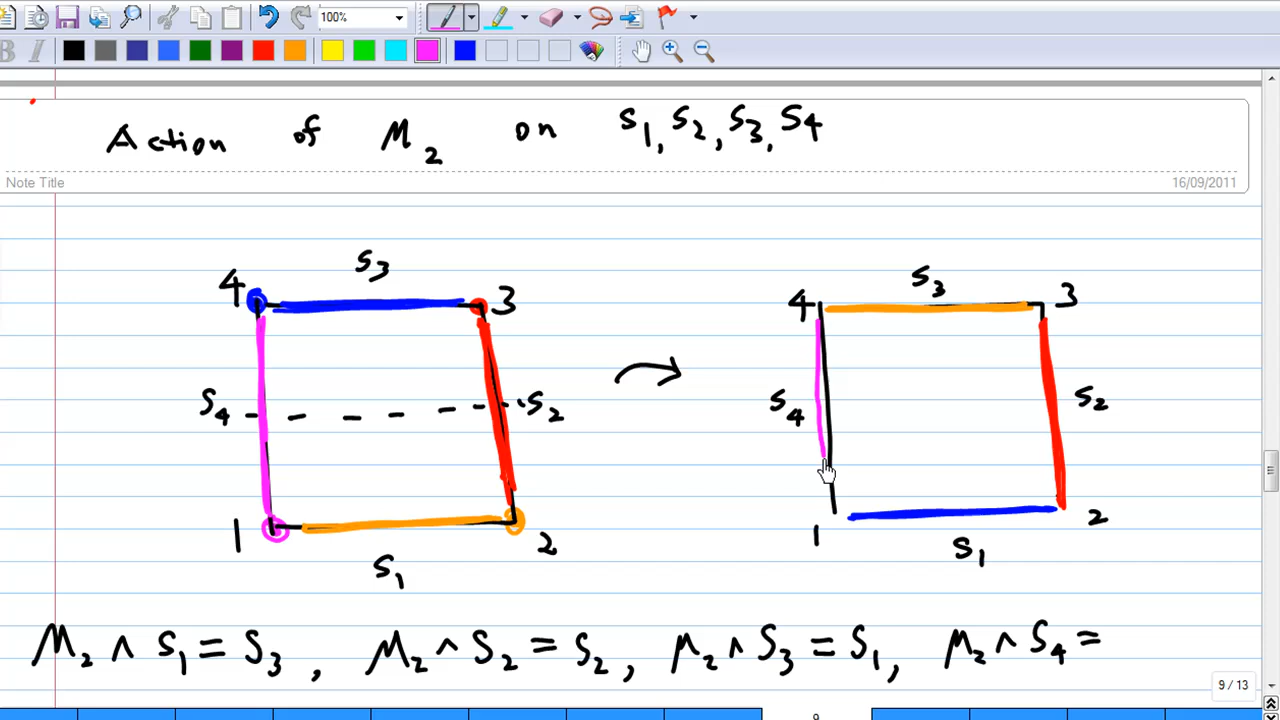 B I
100%
Action of M2 on S1, S2, S3, S4
Note Title 16/09/2011
4 S3 3 4 S3 3
S4 S2 S4 S2
1 S1 2 1 S1 2
M2 ∧ S1 = S3, M2 ∧ S2 = S2, M2 ∧ S3 = S1, M2 ∧ S4 =
9 / 13
9